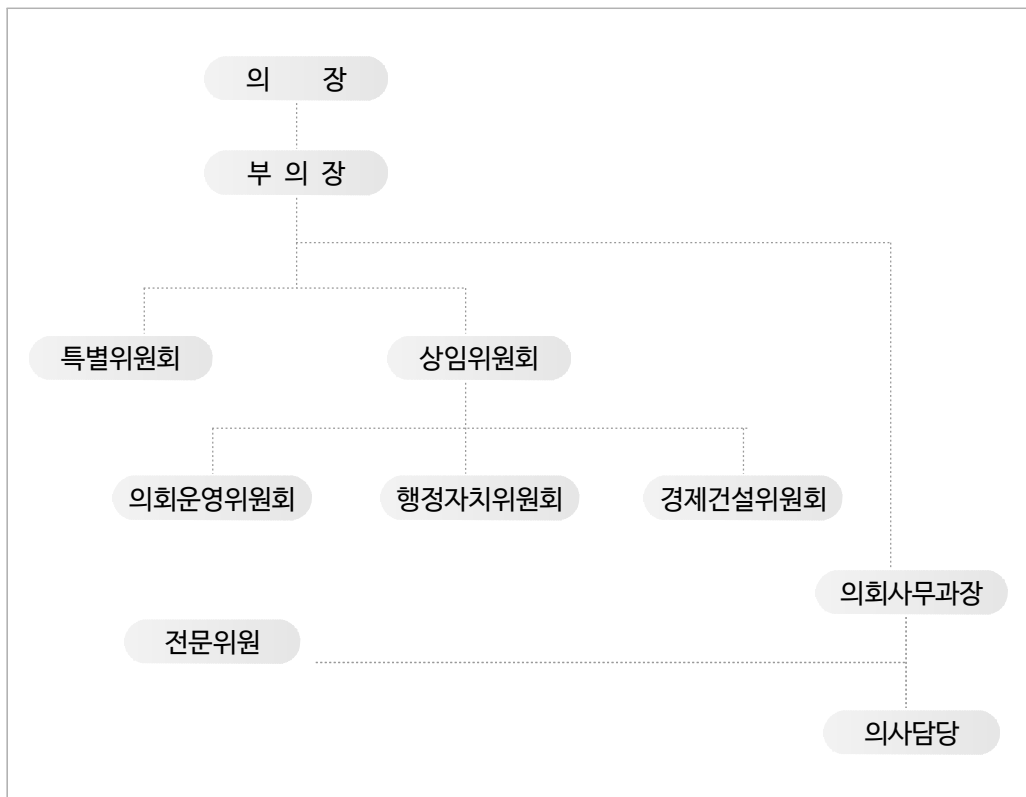 의 장
부 의 장
특별위원회
상임위원회
의회운영위원회
행정자치위원회
경제건설위원회
의회사무과장
전문위원
의사담당